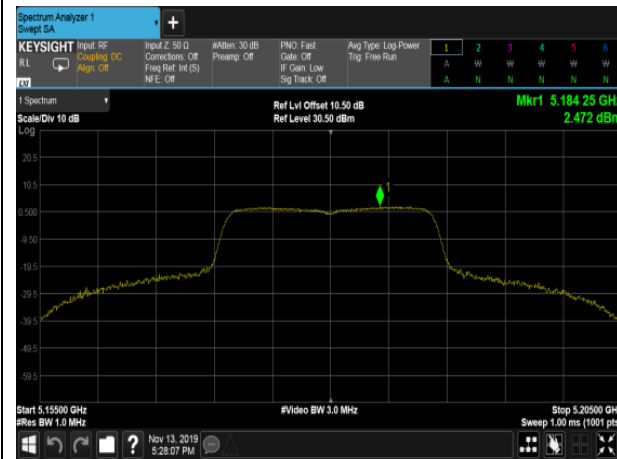 Spectrum Analyzer 1
Swept SA
+
KEYSIGHT Input: RF
RL Coupling: DC
Align: Off
LXI
Input Z: 50 Ω
Corrections: Off
Freq Ref: Int (S)
NFE: Off
#Atten: 30 dB
Preamp: Off
PNO: Fast
Gate: Off
IF Gain: Low
Sig Track: Off
Avg Type: Log-Power
Trig: Free Run
1 2 3 4 5 6
A W W W W W
A N N N N N
1 Spectrum
Scale/Div 10 dB
Log
Ref Lvl Offset 10.50 dB
Ref Level 30.50 dBm
Mkr1 5.184 25 GHz
2.472 dBm
20.5
10.5
0.500
-9.50
-19.5
-29.5
-39.5
-49.5
-59.5
1
Start 5.15500 GHz
#Res BW 1.0 MHz
#Video BW 3.0 MHz
Stop 5.20500 GH
Sweep 1.00 ms (1001 pts
?
Nov 13, 2019
5:28:07 PM